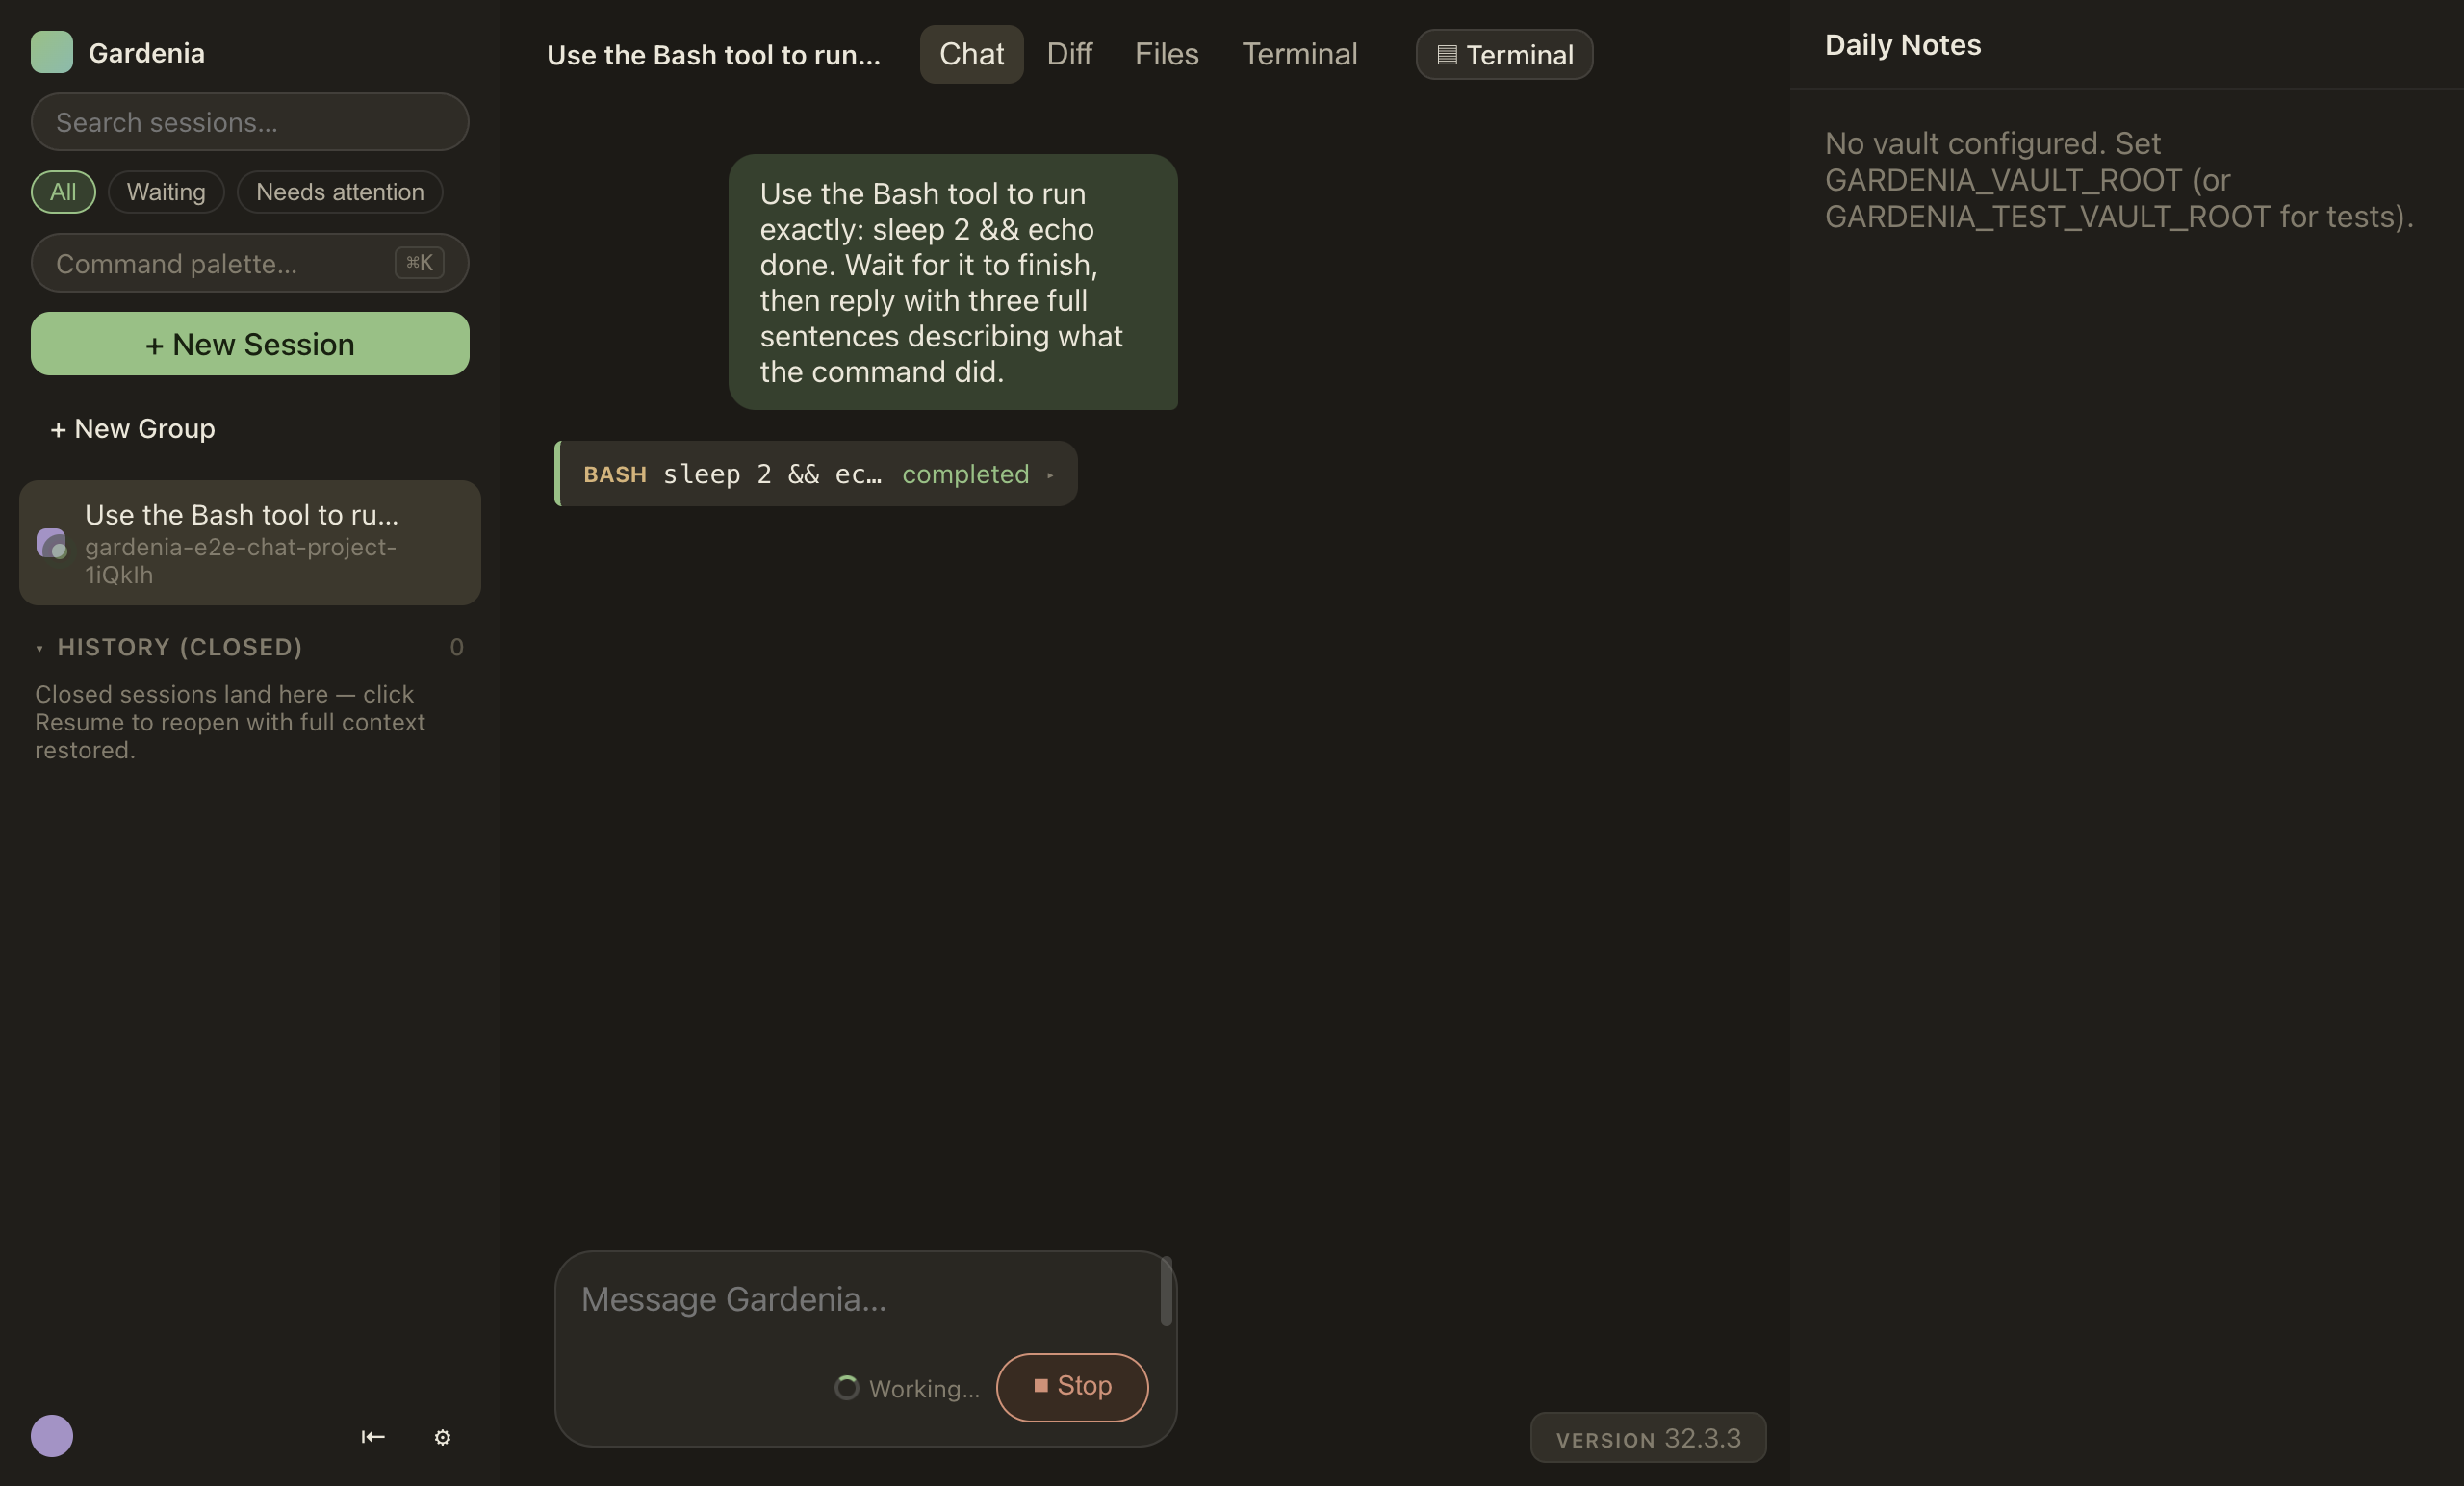 Gardenia
Search sessions...
All
Waiting
Needs attention
Command palette...
⌘K
+ New Session
+ New Group
Use the Bash tool to ru...
gardenia-e2e-chat-project-
HISTORY (CLOSED)
0
Closed sessions land here — click
Resume to reopen with full context
restored.
Use the Bash tool to run...
Chat
Diff
Files
Terminal
Terminal
Use the Bash tool to run
exactly: sleep 2 && echo
done. Wait for it to finish,
then reply with three full
sentences describing what
the command did.
BASH sleep 2 && ec… completed
Message Gardenia...
Working...
Stop
VERSION 32.3.3
Daily Notes
No vault configured. Set
GARDENIA_VAULT_ROOT (or
GARDENIA_TEST_VAULT_ROOT for tests).